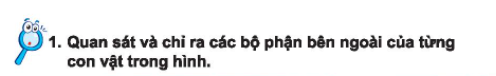 1. Quan sát và chỉ ra các bộ phận bên ngoài của từng
con vật trong hình.